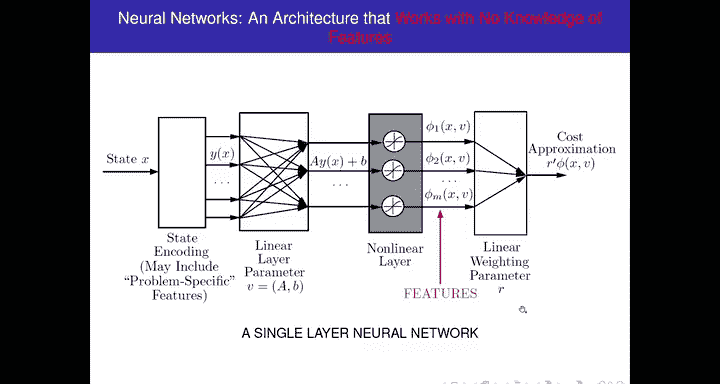 Neural Networks: An Architecture that Works with No Knowledge of
Features
State x
y(x)
...
Ay(x) + b
...
ϕ1(x, v)
ϕ2(x, v)
...
ϕm(x, v)
Cost
Approximation
r′ϕ(x, v)
State
Encoding
(May Include
“Problem-Specific”
Features)
Linear
Layer
Parameter
v = (A, b)
Nonlinear
Layer
FEATURES
Linear
Weighting
Parameter
r
A SINGLE LAYER NEURAL NETWORK